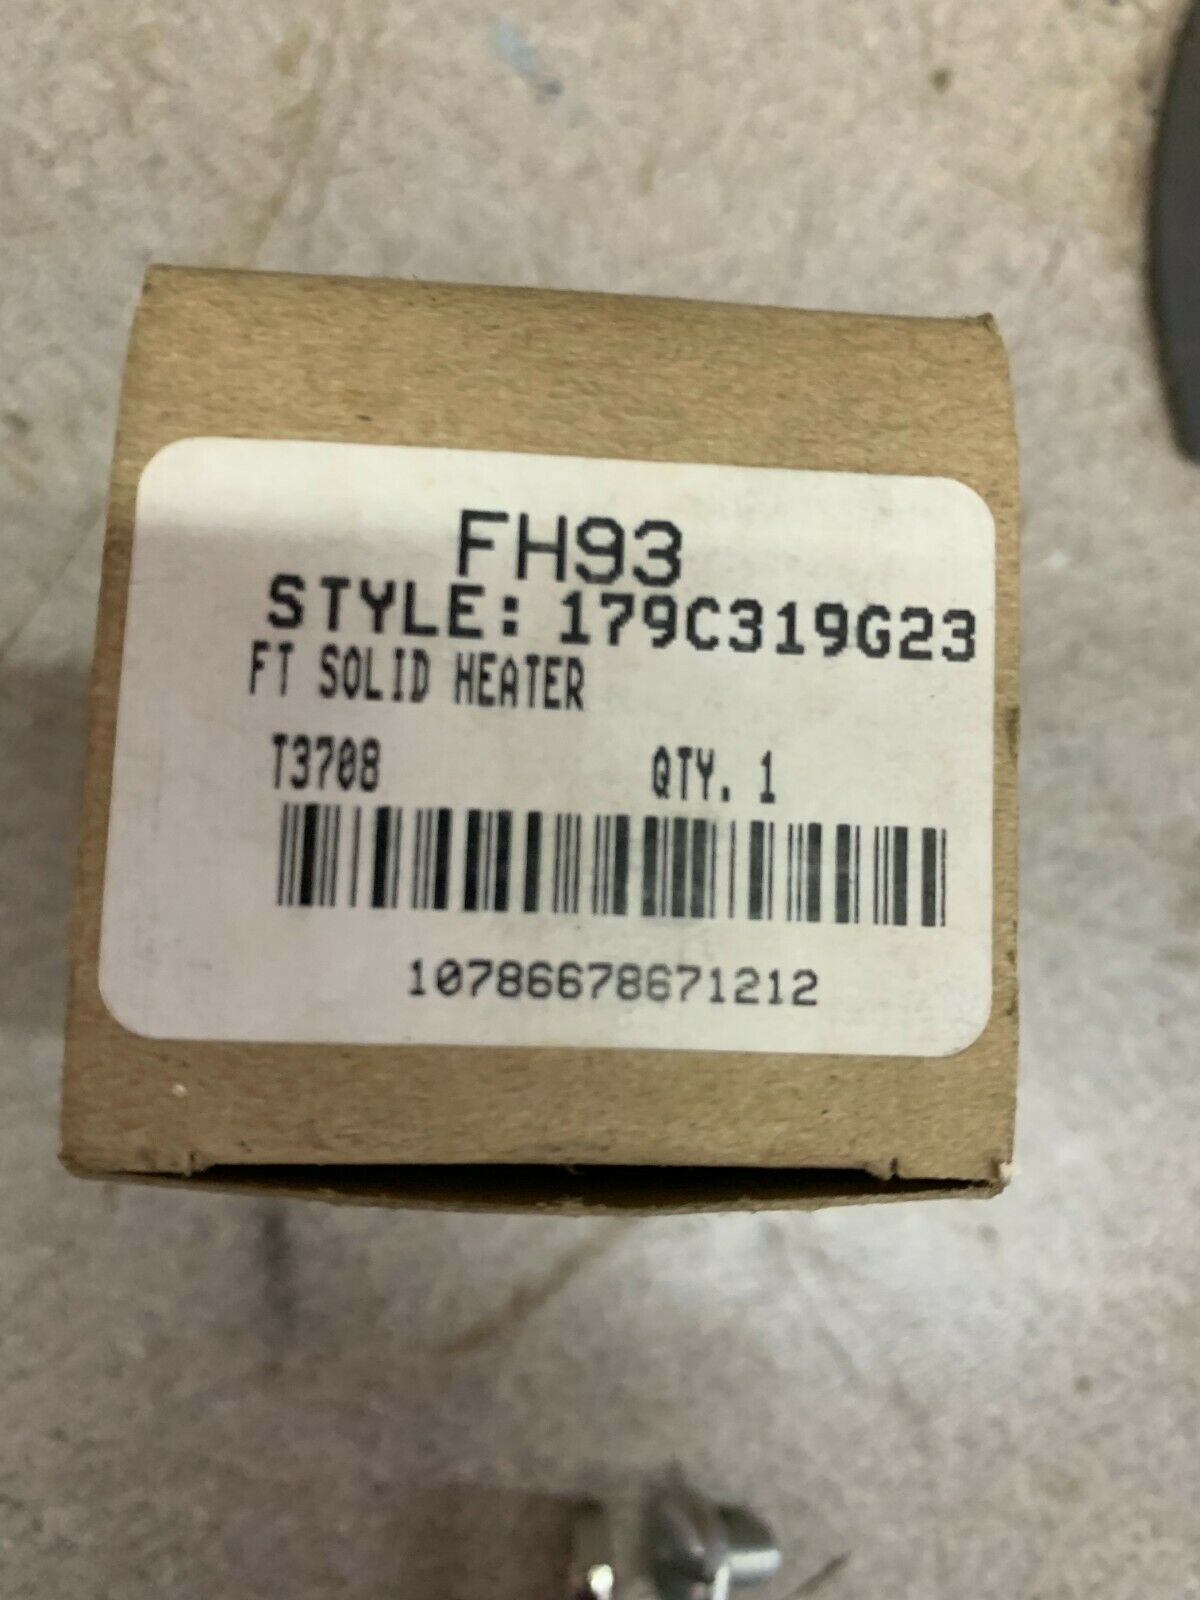 FH93
STYLE: 179C319G23
FT SOLID HEATER
T3708 QTY. 1
10786678671212